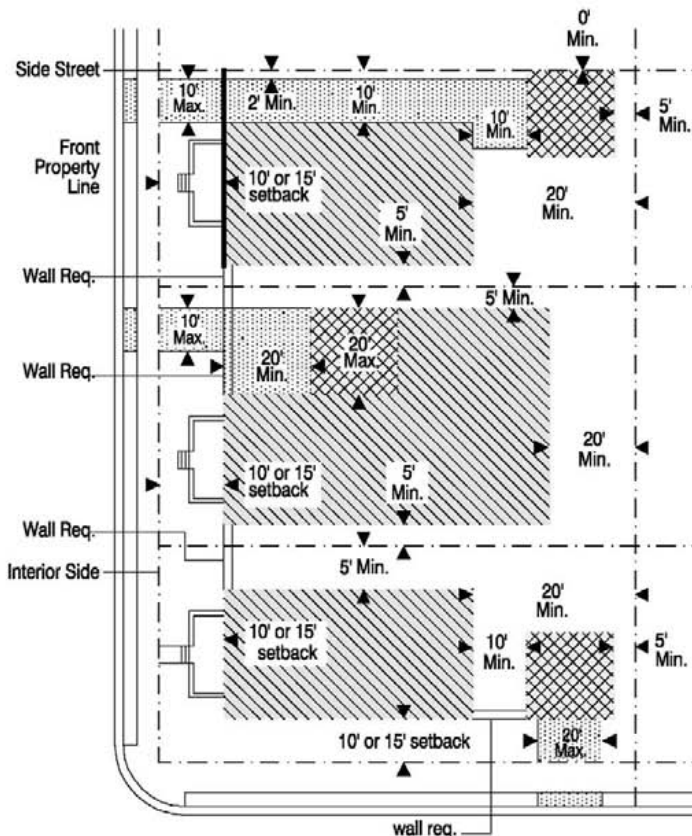 0'
Min.
Side Street
10'
Max.
2' Min.
10'
Min.
10'
Min.
5'
Min.
Front
Property
Line
10' or 15'
setback
5'
Min.
20'
Min.
Wall Req.
5' Min.
10'
Max.
20'
Min.
20'
Max.
Wall Req.
20'
Min.
10' or 15'
setback
5'
Min.
Wall Req.
Interior Side
5' Min.
20'
Min.
10' or 15'
setback
10'
Min.
5'
Min.
10' or 15' setback
20'
Max.
wall req.